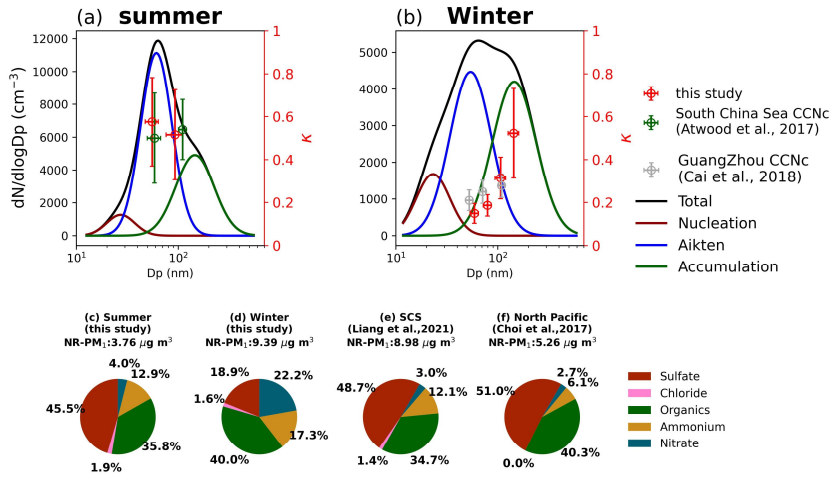 (a) summer
(b) Winter
dN/dlogDp (cm⁻³)
12000
10000
8000
6000
4000
2000
0
10¹
10²
Dp (nm)
1
0.8
0.6
0.4
0.2
0
κ
5000
4000
3000
2000
1000
0
10¹
10²
Dp (nm)
1
0.8
0.6
0.4
0.2
0
κ
this study
South China Sea CCNc
(Atwood et al., 2017)
GuangZhou CCNc
(Cai et al., 2018)
Total
Nucleation
Aikten
Accumulation
(c) Summer
(this study)
NR-PM₁:3.76 μg m³
4.0%
12.9%
45.5%
35.8%
1.9%
(d) Winter
(this study)
NR-PM₁:9.39 μg m³
18.9%
22.2%
1.6%
17.3%
40.0%
(e) SCS
(Liang et al.,2021)
NR-PM₁:8.98 μg m³
3.0%
48.7%
12.1%
1.4%
34.7%
(f) North Pacific
(Choi et al.,2017)
NR-PM₁:5.26 μg m³
2.7%
6.1%
51.0%
0.0%
40.3%
Sulfate
Chloride
Organics
Ammonium
Nitrate